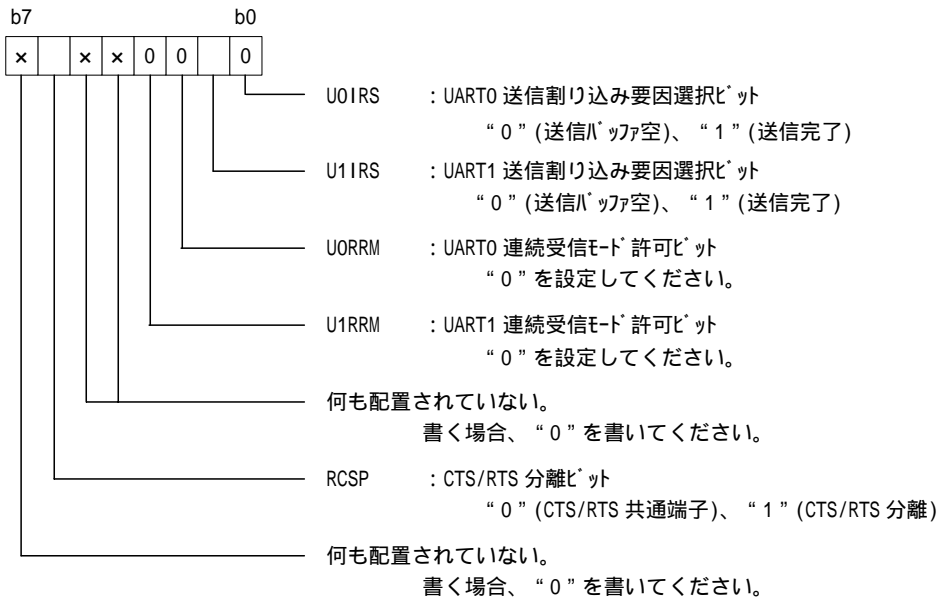 b7 b0
× × × 0 0 0
U0IRS : UART0 送信割り込み要因選択ﾋﾞｯﾄ
“0”(送信ﾊﾞｯﾌｧ空)、“1”(送信完了)
U1IRS : UART1 送信割り込み要因選択ﾋﾞｯﾄ
“0”(送信ﾊﾞｯﾌｧ空)、“1”(送信完了)
U0RRM : UART0 連続受信ﾓｰﾄﾞ許可ﾋﾞｯﾄ
“0”を設定してください。
U1RRM : UART1 連続受信ﾓｰﾄﾞ許可ﾋﾞｯﾄ
“0”を設定してください。
何も配置されていない。
書く場合、“0”を書いてください。
RCSP : CTS/RTS 分離ﾋﾞｯﾄ
“0”(CTS/RTS 共通端子)、“1”(CTS/RTS 分離)
何も配置されていない。
書く場合、“0”を書いてください。